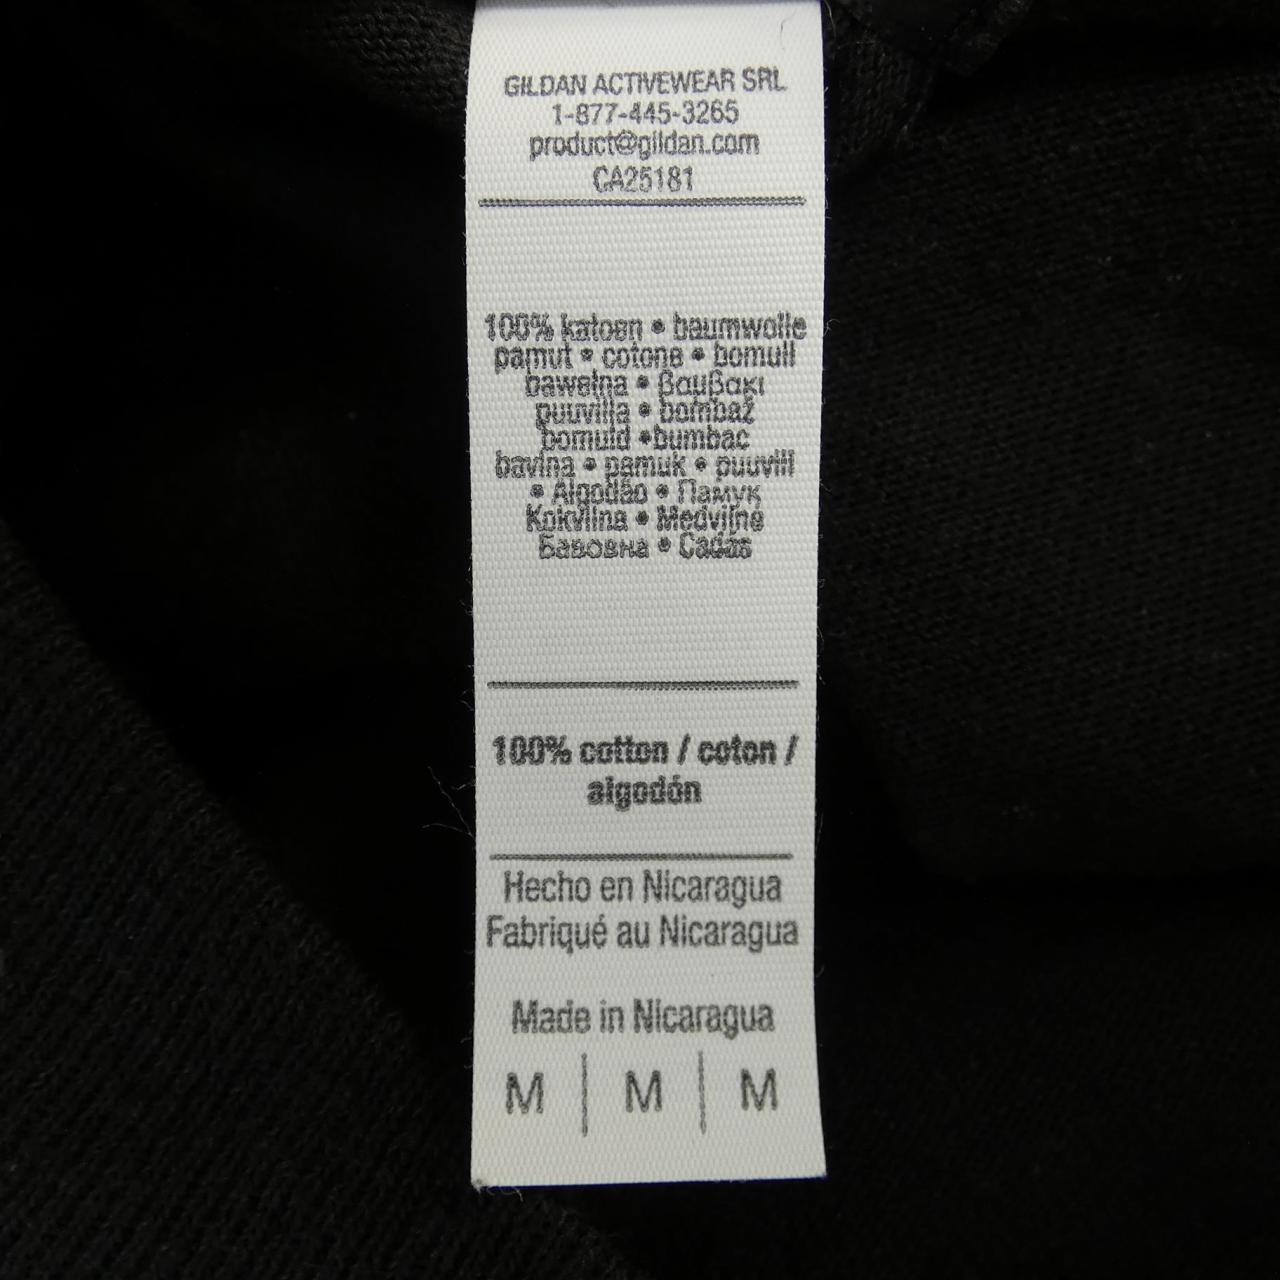 GILDAN ACTIVEWEAR SRL
1-877-445-3265
product@gildan.com
CA25181
100% katoen • baumwolle
pamut • cotone • bomull
bawełna • βαμβακι
puuvilla • bombaž
bomuld •bumbac
bavlna • pamuk • puuvill
• Algodão • Памук
Kokvilna • Medvilnė
Бавовна • Cadás
100% cotton / coton /
algodón
Hecho en Nicaragua
Fabriqué au Nicaragua
Made in Nicaragua
M | M | M